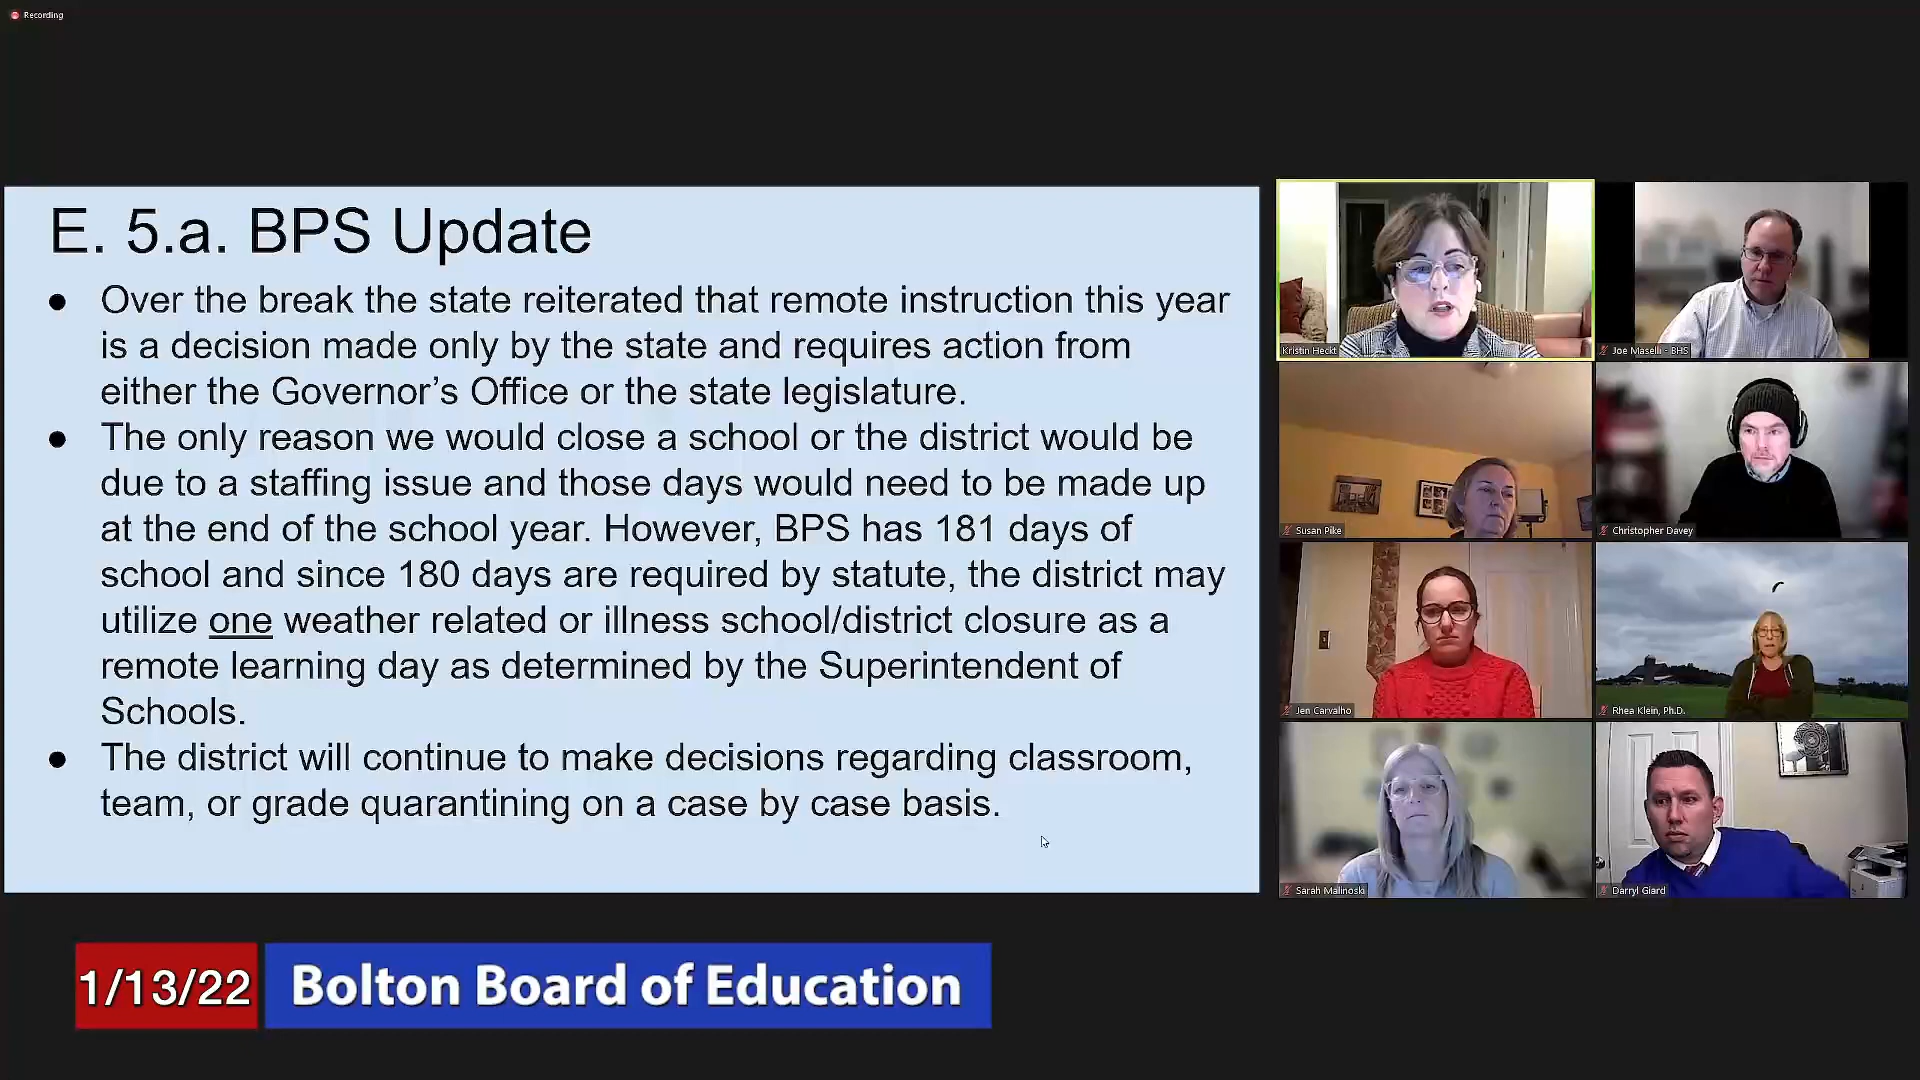 Recording
E. 5.a. BPS Update
● Over the break the state reiterated that remote instruction this year
is a decision made only by the state and requires action from
either the Governor’s Office or the state legislature.
● The only reason we would close a school or the district would be
due to a staffing issue and those days would need to be made up
at the end of the school year. However, BPS has 181 days of
school and since 180 days are required by statute, the district may
utilize one weather related or illness school/district closure as a
remote learning day as determined by the Superintendent of
Schools.
● The district will continue to make decisions regarding classroom,
team, or grade quarantining on a case by case basis.
Kristin Heckt
Joe Maselli - BHS
Susan Pike
Christopher Davey
Jen Carvalho
Rhea Klein, Ph.D.
Sarah Malinoski
Darryl Giard
1/13/22
Bolton Board of Education